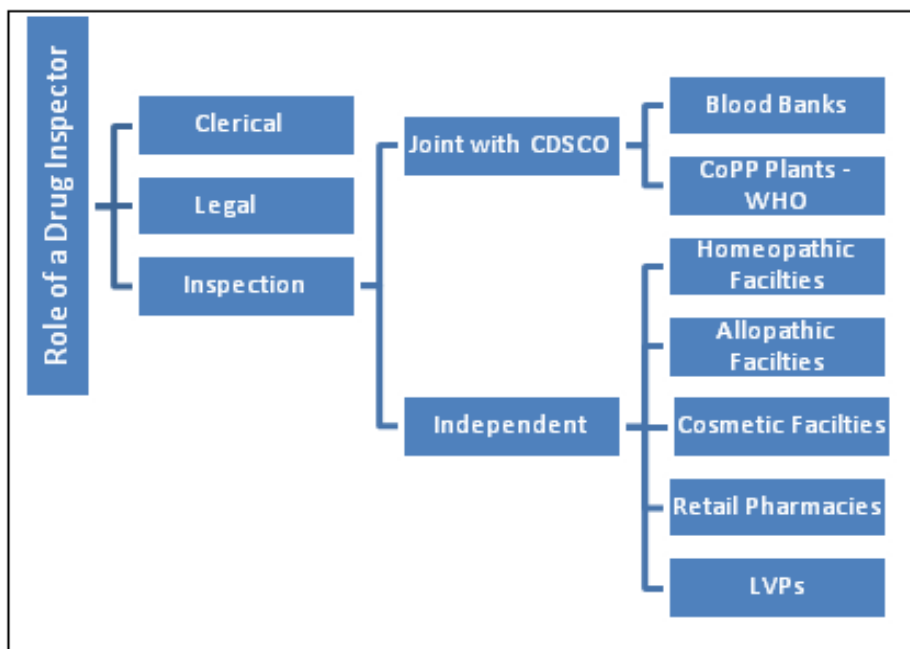 Role of a Drug Inspector
Clerical
Legal
Inspection
Joint with CDSCO
Independent
Blood Banks
CoPP Plants -
WHO
Homeopathic
Facilties
Allopathic
Facilties
Cosmetic Facilties
Retail Pharmacies
LVPs